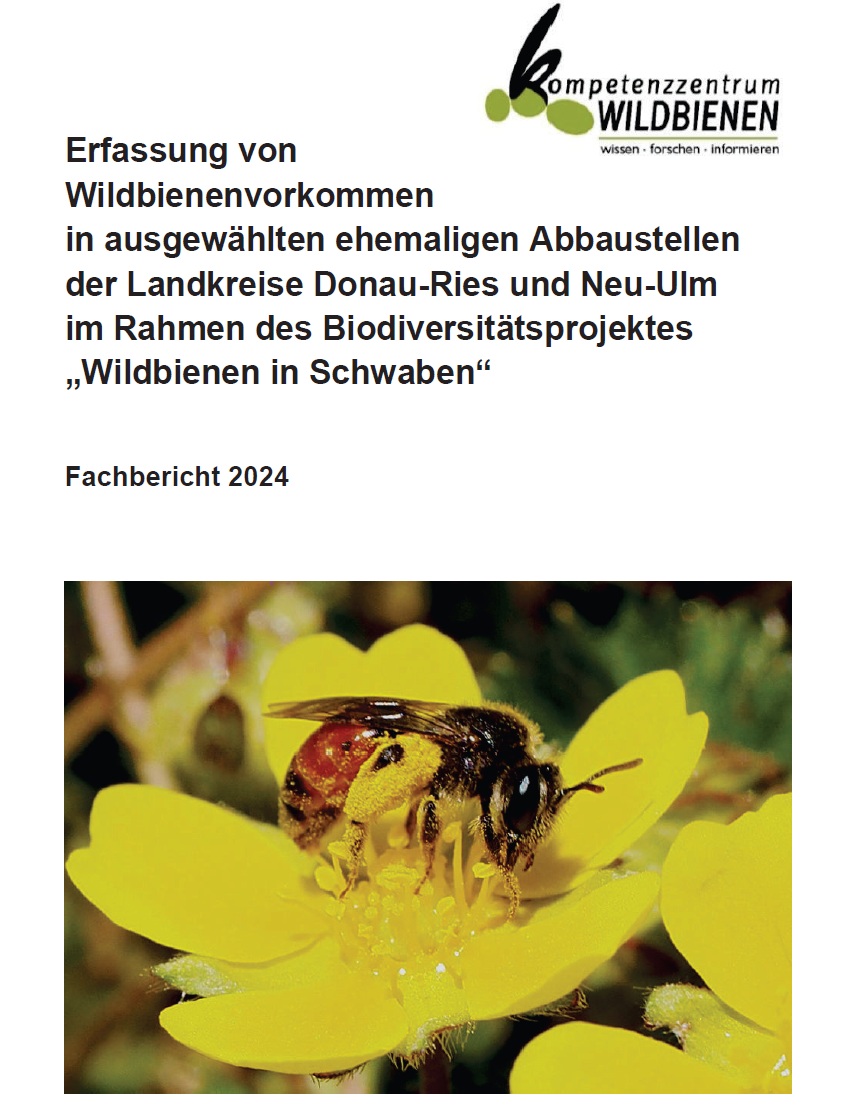 kompetenzzentrum
WILDBIENEN
wissen · forschen · informieren
Erfassung von
Wildbienenvorkommen
in ausgewählten ehemaligen Abbaustellen
der Landkreise Donau-Ries und Neu-Ulm
im Rahmen des Biodiversitätsprojektes
„Wildbienen in Schwaben“
Fachbericht 2024